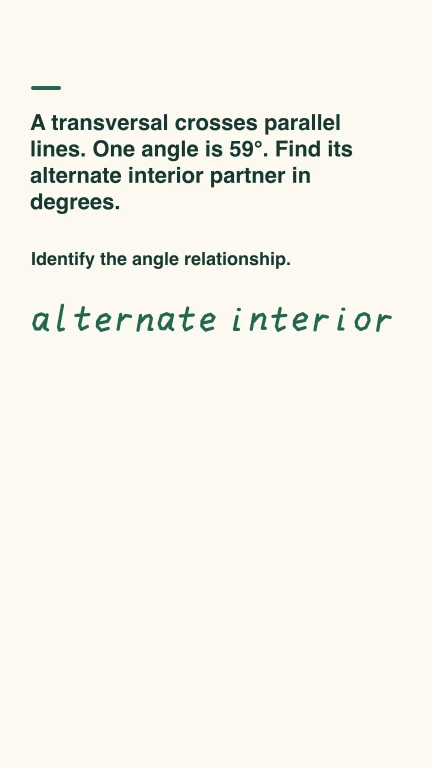 A transversal crosses parallel
lines. One angle is 59°. Find its
alternate interior partner in
degrees.
Identify the angle relationship.
alternate interior